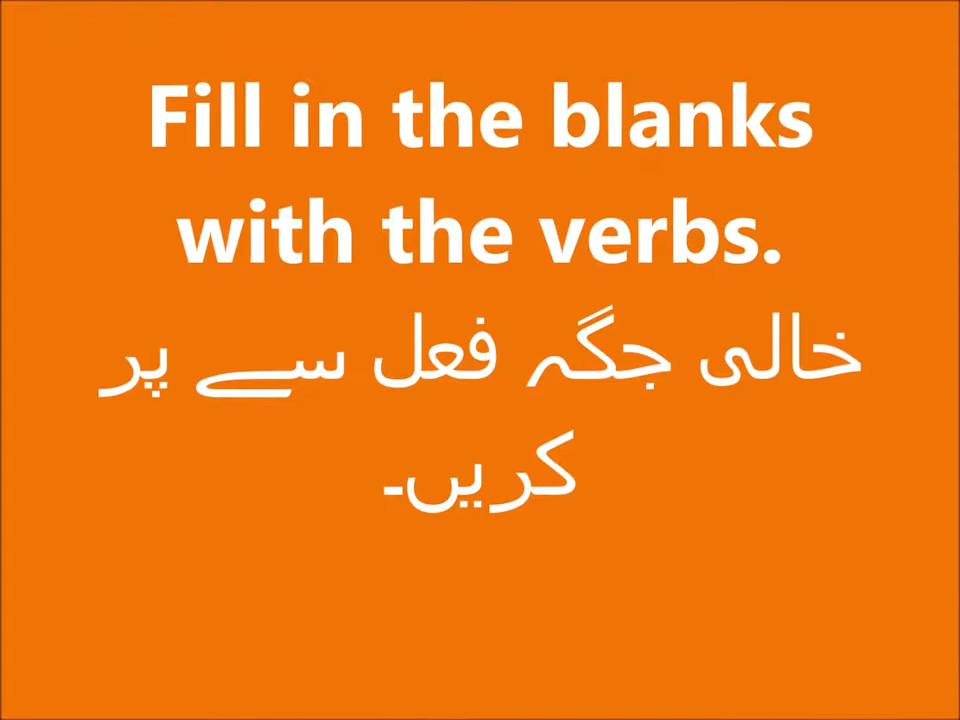 Fill in the blanks
with the verbs.
خالی جگہ فعل سے پر
کریں۔